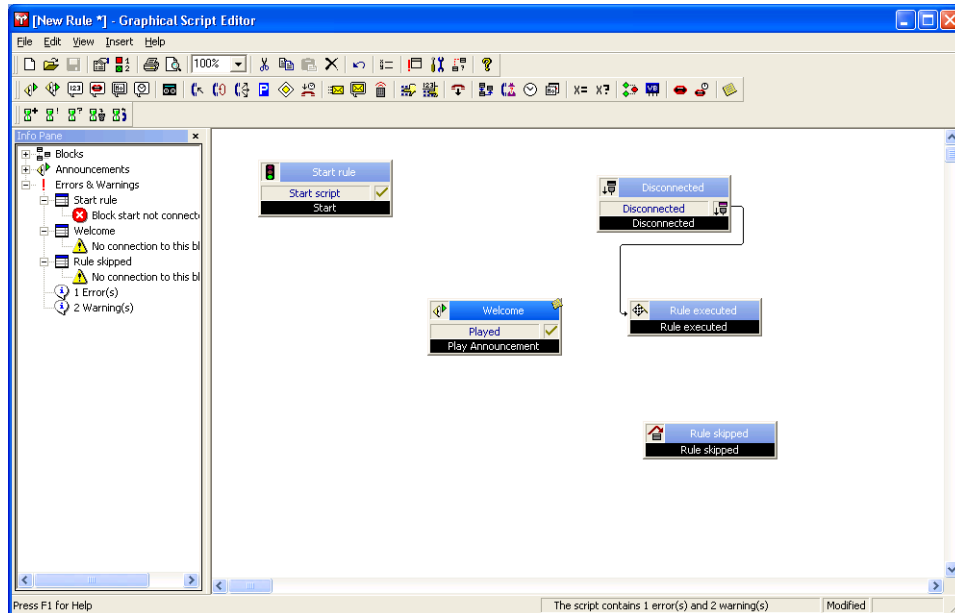 [New Rule *] - Graphical Script Editor
File Edit View Insert Help
100%
Info Pane
Blocks
Announcements
Errors & Warnings
Start rule
Block start not connect
Welcome
No connection to this bl
Rule skipped
No connection to this bl
1 Error(s)
2 Warning(s)
Start rule
Start script
Start
Disconnected
Disconnected
Disconnected
Welcome
Played
Play Announcement
Rule executed
Rule executed
Rule skipped
Rule skipped
Press F1 for Help
The script contains 1 error(s) and 2 warning(s)
Modified